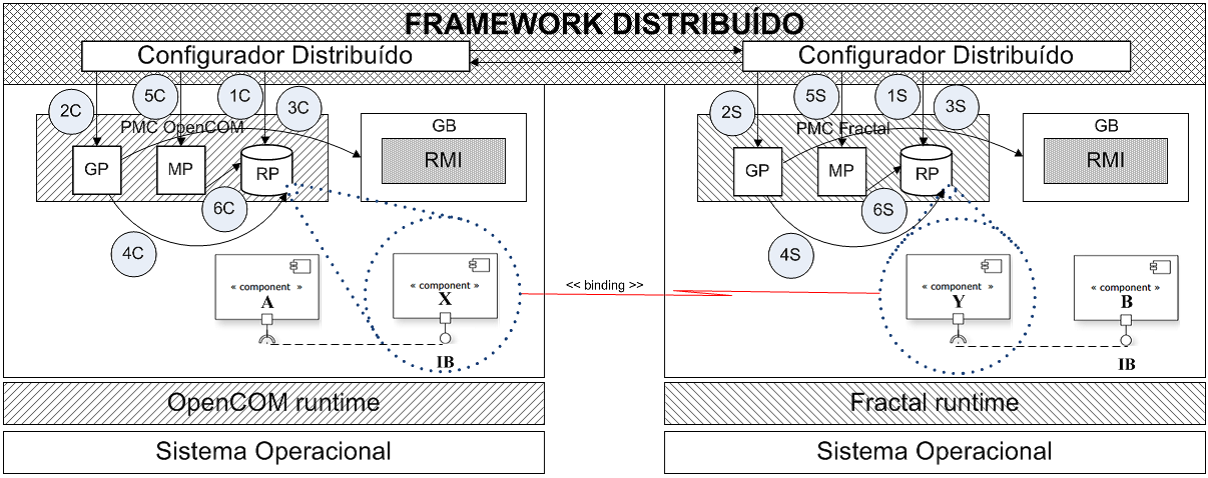 FRAMEWORK DISTRIBUÍDO
Configurador Distribuído
Configurador Distribuído
2C
5C
1C
3C
2S
5S
1S
3S
PMC OpenCOM
GB
RMI
GP
MP
RP
6C
4C
PMC Fractal
GB
RMI
GP
MP
RP
6S
4S
« component »
A
« component »
X
IB
<< binding >>
« component »
Y
« component »
B
IB
OpenCOM runtime
Fractal runtime
Sistema Operacional
Sistema Operacional